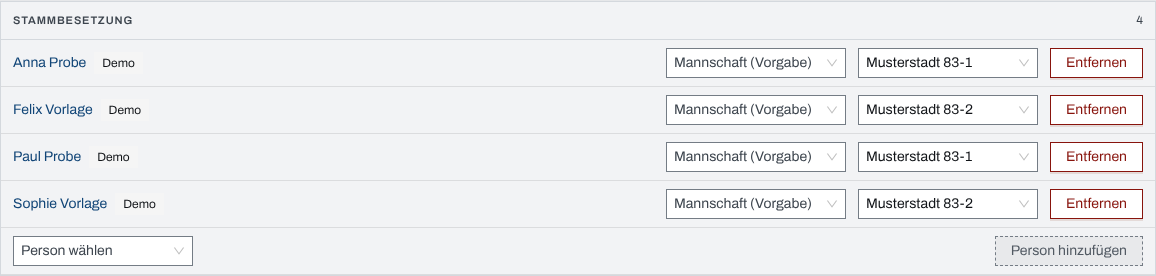 STAMMBESETZUNG 4
Anna Probe Demo Mannschaft (Vorgabe) Musterstadt 83-1 Entfernen
Felix Vorlage Demo Mannschaft (Vorgabe) Musterstadt 83-2 Entfernen
Paul Probe Demo Mannschaft (Vorgabe) Musterstadt 83-1 Entfernen
Sophie Vorlage Demo Mannschaft (Vorgabe) Musterstadt 83-2 Entfernen
Person wählen Person hinzufügen